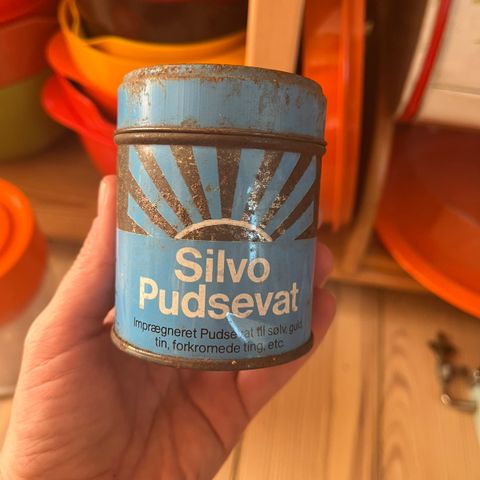 Silvo
Pudsevat
Imprægneret Pudsevat til sølv, guld,
tin, forkromede ting, etc.